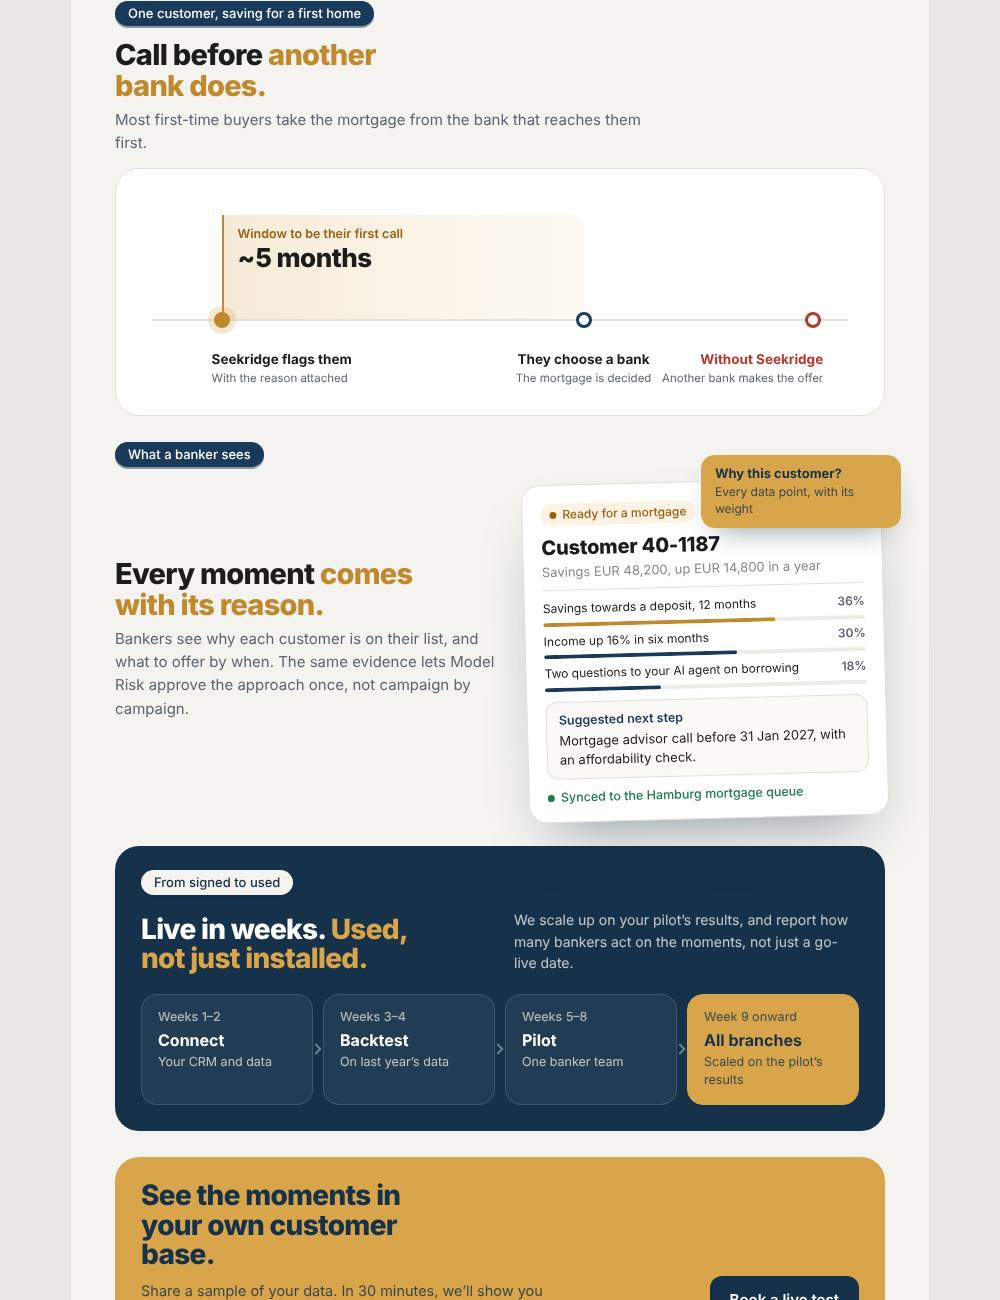 One customer, saving for a first home
Call before another
bank does.
Most first-time buyers take the mortgage from the bank that reaches them
first.
Window to be their first call
~5 months
Seekridge flags them
With the reason attached
They choose a bank
The mortgage is decided
Without Seekridge
Another bank makes the offer
What a banker sees
Every moment comes
with its reason.
Bankers see why each customer is on their list, and
what to offer by when. The same evidence lets Model
Risk approve the approach once, not campaign by
campaign.
Why this customer?
Every data point, with its
weight
Ready for a mortgage
Customer 40-1187
Savings EUR 48,200, up EUR 14,800 in a year
Savings towards a deposit, 12 months 36%
Income up 16% in six months 30%
Two questions to your AI agent on borrowing 18%
Suggested next step
Mortgage advisor call before 31 Jan 2027, with
an affordability check.
Synced to the Hamburg mortgage queue
From signed to used
Live in weeks. Used,
not just installed.
We scale up on your pilot’s results, and report how
many bankers act on the moments, not just a go-
live date.
Weeks 1–2
Connect
Your CRM and data
Weeks 3–4
Backtest
On last year’s data
Weeks 5–8
Pilot
One banker team
Week 9 onward
All branches
Scaled on the pilot’s
results
See the moments in
your own customer
base.
Share a sample of your data. In 30 minutes, we’ll show you
Book a live test